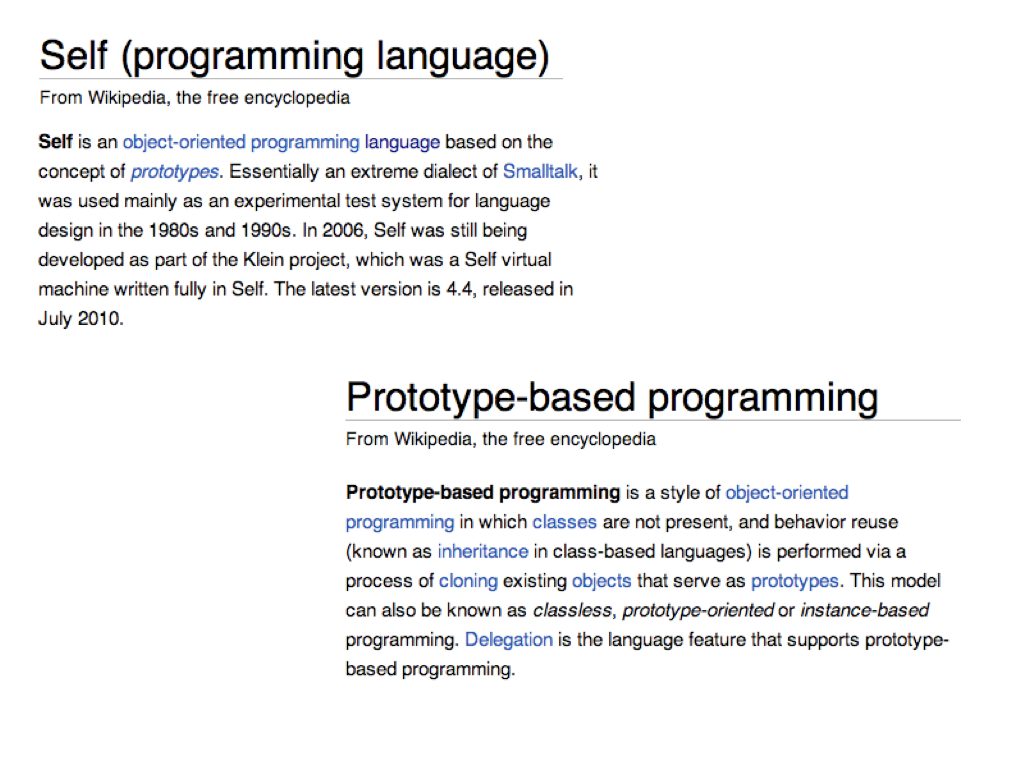 Self (programming language)
From Wikipedia, the free encyclopedia
Self is an object-oriented programming language based on the
concept of prototypes. Essentially an extreme dialect of Smalltalk, it
was used mainly as an experimental test system for language
design in the 1980s and 1990s. In 2006, Self was still being
developed as part of the Klein project, which was a Self virtual
machine written fully in Self. The latest version is 4.4, released in
July 2010.
Prototype-based programming
From Wikipedia, the free encyclopedia
Prototype-based programming is a style of object-oriented
programming in which classes are not present, and behavior reuse
(known as inheritance in class-based languages) is performed via a
process of cloning existing objects that serve as prototypes. This model
can also be known as classless, prototype-oriented or instance-based
programming. Delegation is the language feature that supports prototype-
based programming.